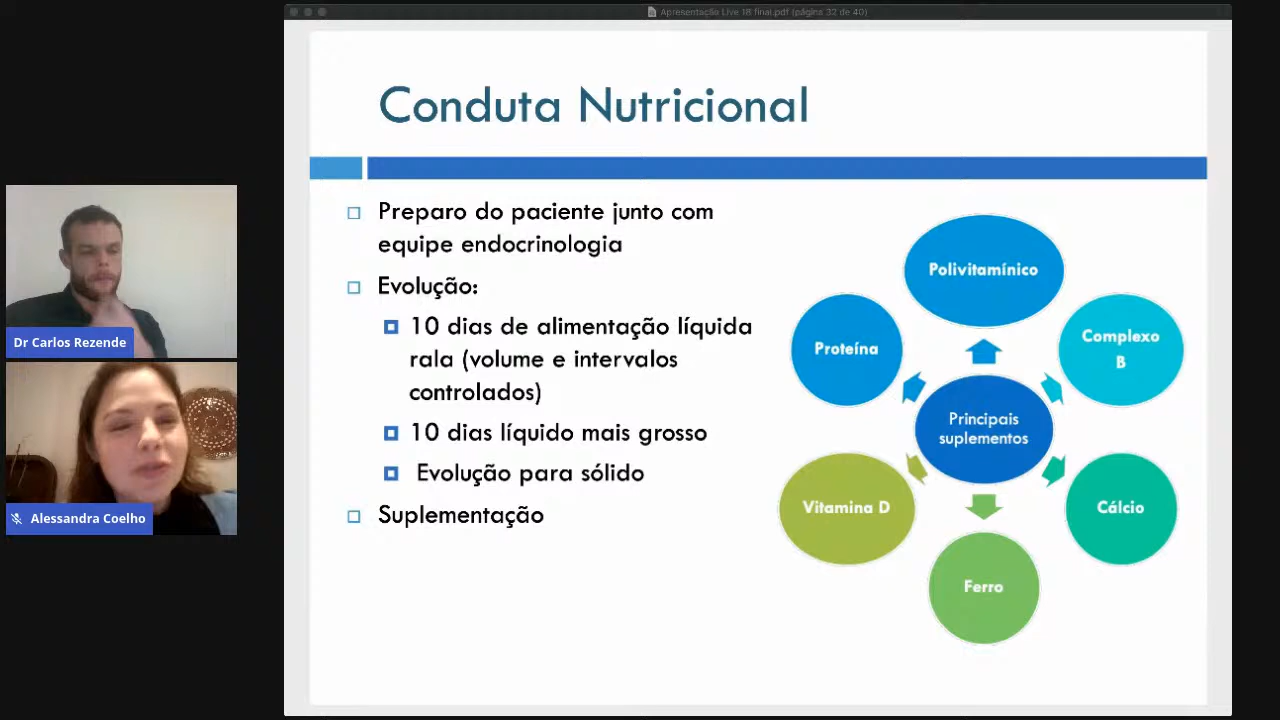 Apresentação Live 18 final.pdf (página 32 de 40)
Conduta Nutricional
Preparo do paciente junto com
equipe endocrinologia
Evolução:
10 dias de alimentação líquida
rala (volume e intervalos
controlados)
10 dias líquido mais grosso
Evolução para sólido
Suplementação
Polivitamínico
Complexo
B
Cálcio
Ferro
Vitamina D
Proteína
Principais
suplementos
Dr Carlos Rezende
Alessandra Coelho